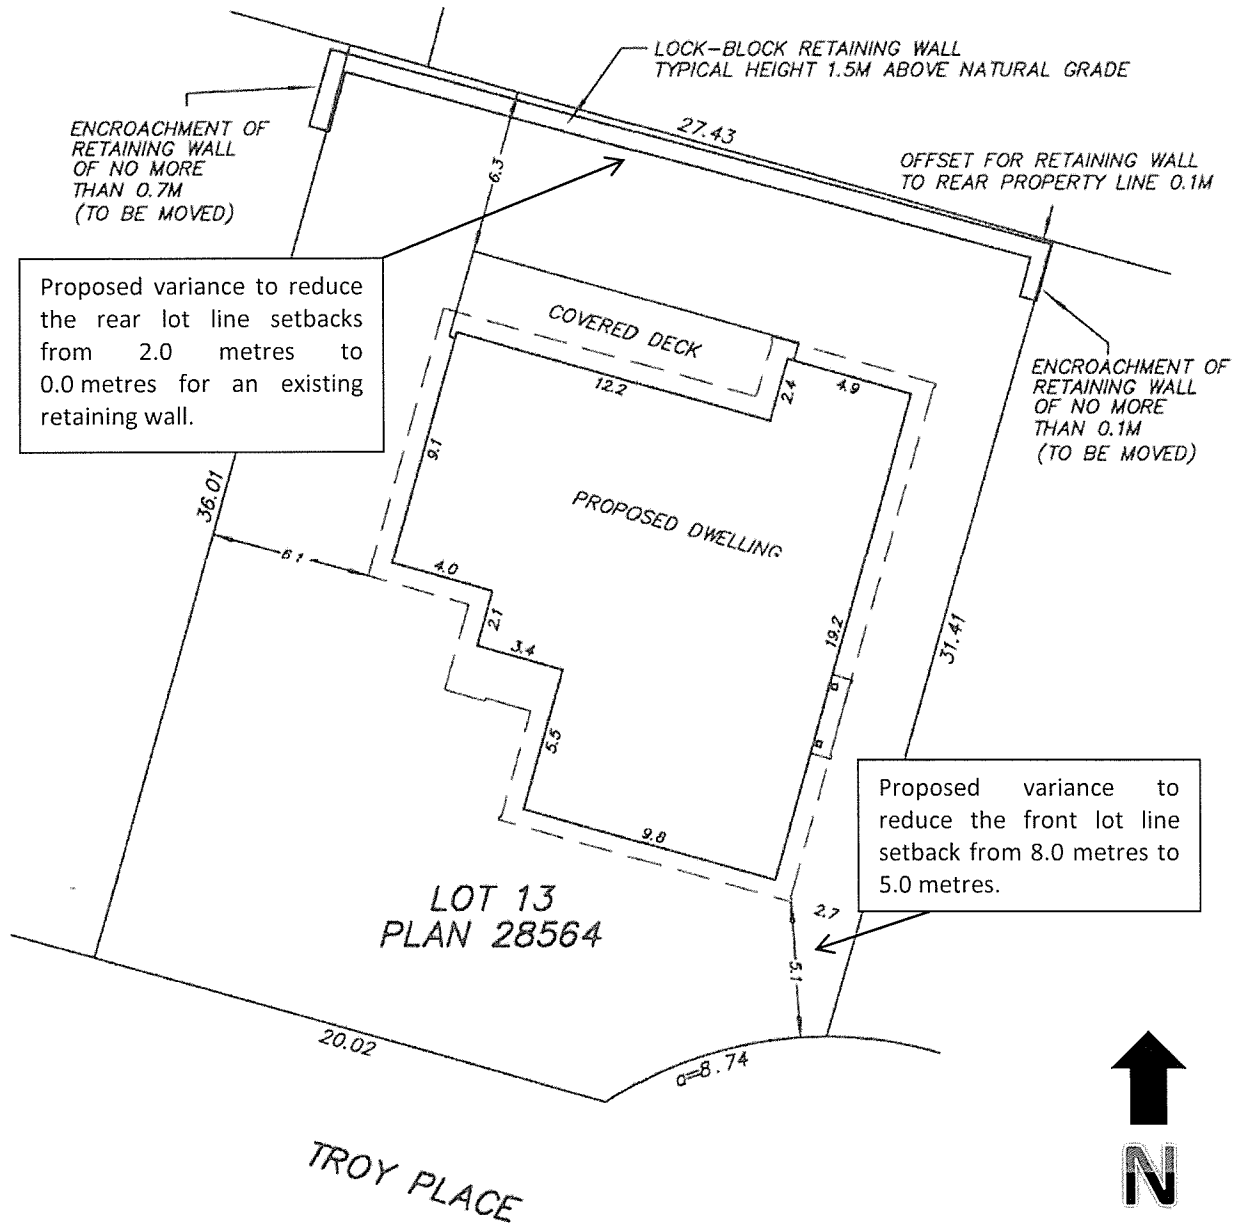 LOCK-BLOCK RETAINING WALL
TYPICAL HEIGHT 1.5M ABOVE NATURAL GRADE
27.43
ENCROACHMENT OF
RETAINING WALL
OF NO MORE
THAN 0.7M
(TO BE MOVED)
6.3
OFFSET FOR RETAINING WALL
TO REAR PROPERTY LINE 0.1M
Proposed variance to reduce
the rear lot line setbacks
from 2.0 metres to
0.0 metres for an existing
retaining wall.
COVERED DECK
12.2
2.4
4.9
ENCROACHMENT OF
RETAINING WALL
OF NO MORE
THAN 0.1M
(TO BE MOVED)
9.1
36.01
PROPOSED DWELLING
6.1
4.0
2.1
3.4
19.2
31.41
5.5
9.8
Proposed variance to
reduce the front lot line
setback from 8.0 metres to
5.0 metres.
LOT 13
PLAN 28564
2.7
5.1
20.02
a=8.74
TROY PLACE
N